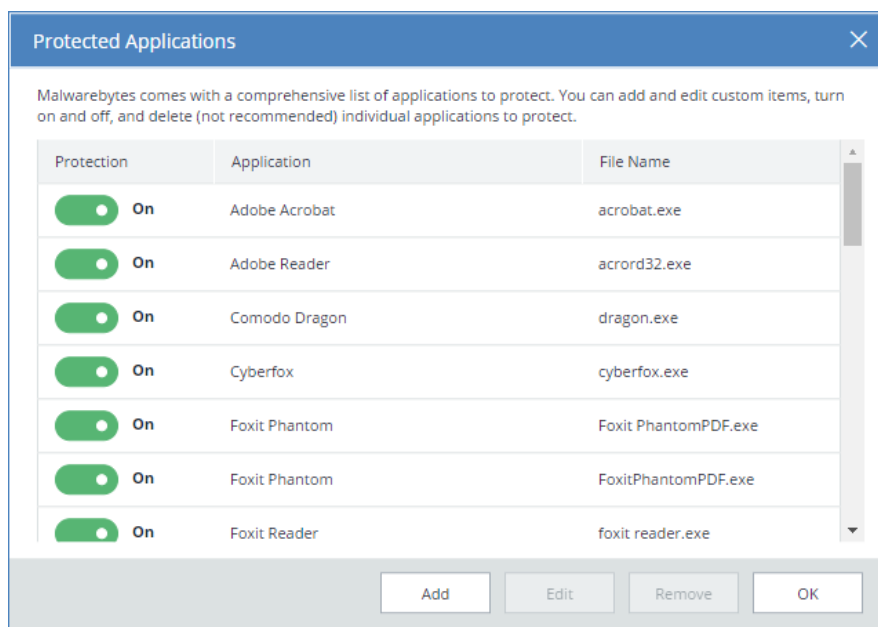 Protected Applications
Malwarebytes comes with a comprehensive list of applications to protect. You can add and edit custom items, turn
on and off, and delete (not recommended) individual applications to protect.
Protection Application File Name
On Adobe Acrobat acrobat.exe
On Adobe Reader acrord32.exe
On Comodo Dragon dragon.exe
On Cyberfox cyberfox.exe
On Foxit Phantom Foxit PhantomPDF.exe
On Foxit Phantom FoxitPhantomPDF.exe
On Foxit Reader foxit reader.exe
Add Edit Remove OK